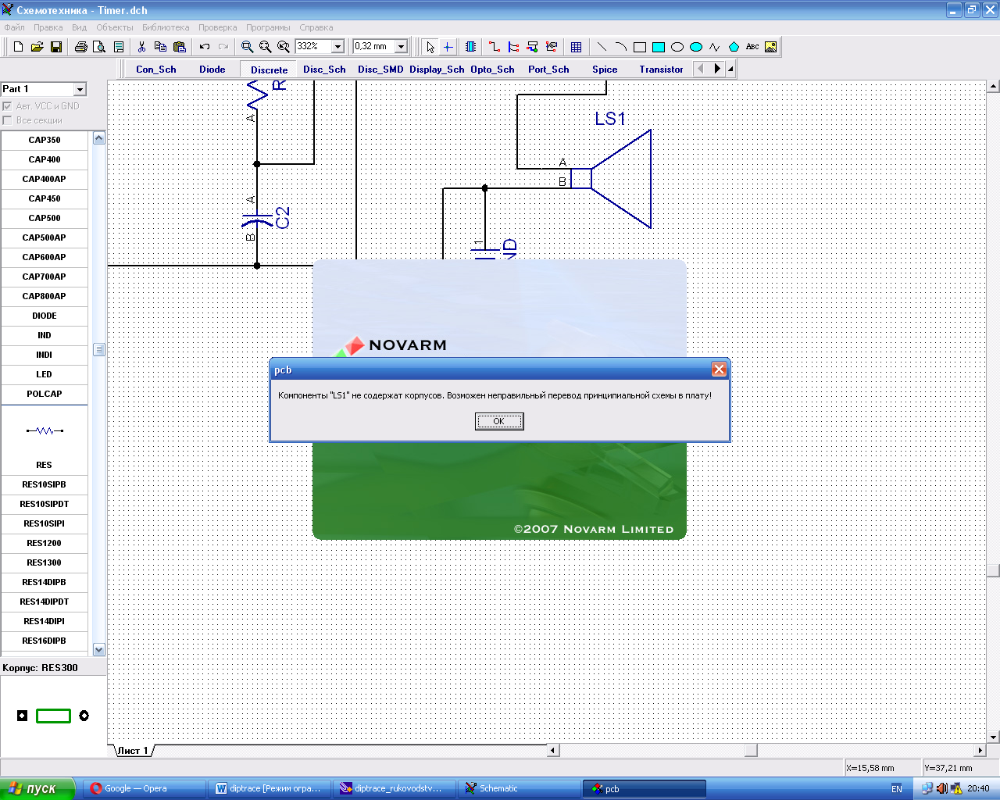 Схемотехника - Timer.dch
Файл Правка Вид Объекты Библиотека Проверка Программы Справка
332% 0,32 mm ABC
Con_Sch Diode Discrete Disc_Sch Disc_SMD Display_Sch Opto_Sch Port_Sch Spice Transistor
Part 1
Авт. VCC и GND
Все секции
CAP350
CAP400
CAP400AP
CAP450
CAP500
CAP500AP
CAP600AP
CAP700AP
CAP800AP
DIODE
IND
INDI
LED
POLCAP
RES
RES10SIPB
RES10SIPDT
RES10SIPI
RES1200
RES1300
RES14DIPB
RES14DIPDT
RES14DIPI
RES16DIPB
Корпус: RES300
R
A
A
C2
B
LS1
A
B
1
ND
NOVARM
pcb
Компоненты "LS1" не содержат корпусов. Возможен неправильный перевод принципиальной схемы в плату!
OK
©2007 NOVARM LIMITED
Лист 1
X=15,58 mm Y=37,21 mm
пуск Google — Opera diptrace [Режим огра... diptrace_rukovodstv... Schematic pcb EN 20:40